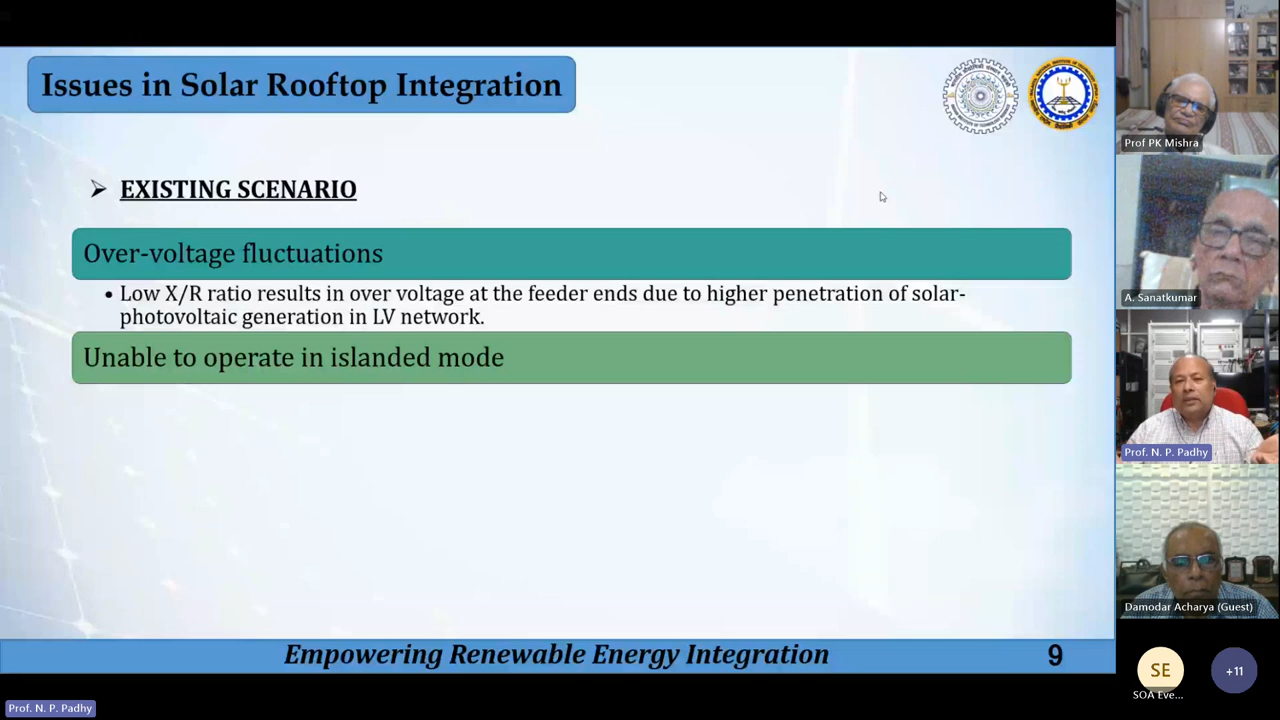 Issues in Solar Rooftop Integration
➢ EXISTING SCENARIO
Over-voltage fluctuations
• Low X/R ratio results in over voltage at the feeder ends due to higher penetration of solar-
photovoltaic generation in LV network.
Unable to operate in islanded mode
Empowering Renewable Energy Integration
9
Prof. N. P. Padhy
Prof PK Mishra
A. Sanatkumar
Prof. N. P. Padhy
Damodar Acharya (Guest)
SE
SOA Eve...
+11